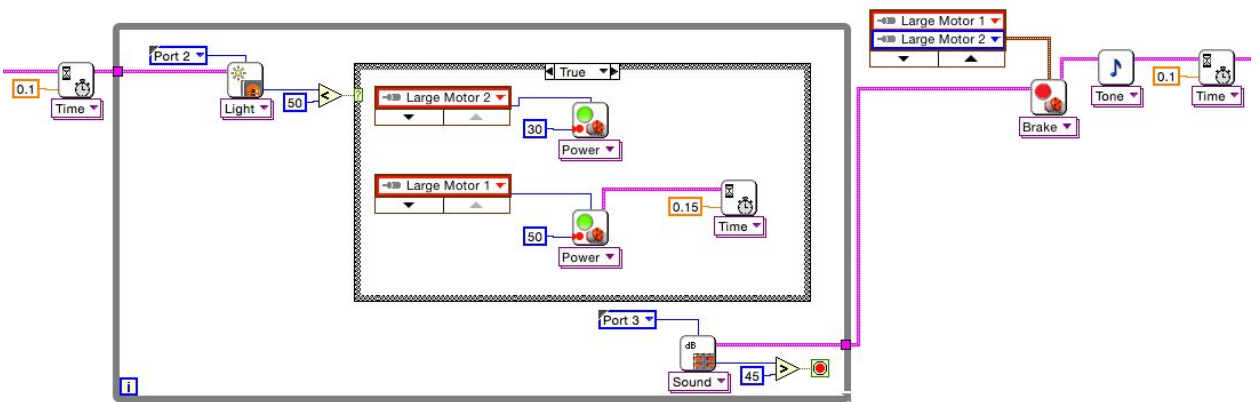 0.1
Time
Port 2
Light
50
<
?
True
Large Motor 2
30
Power
Large Motor 1
50
Power
0.15
Time
Port 3
dB
Sound
45
>
i
Large Motor 1
Large Motor 2
Brake
Tone
0.1
Time